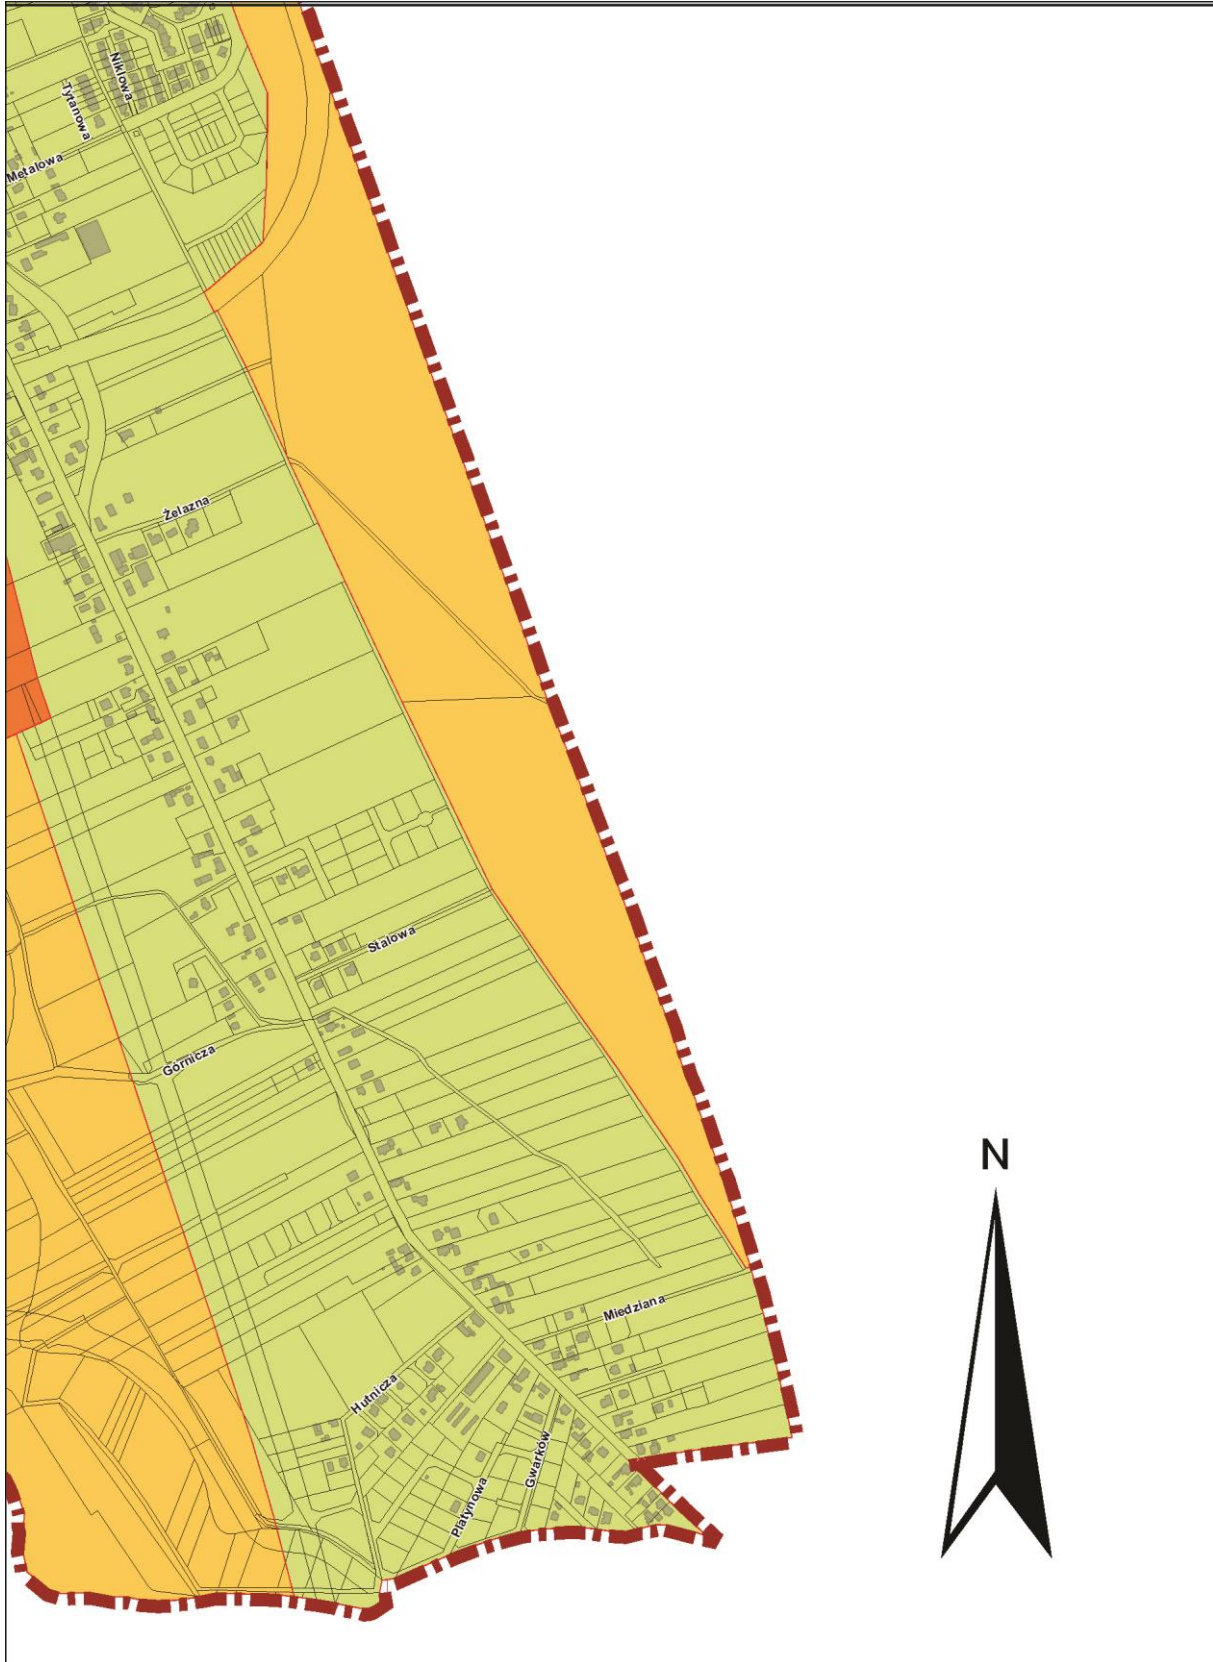 Niklowa
Tytanowa
Metalowa
Żelazna
Stalowa
Górnicza
N
Miedziana
Hutnicza
Gwarków
Platynowa